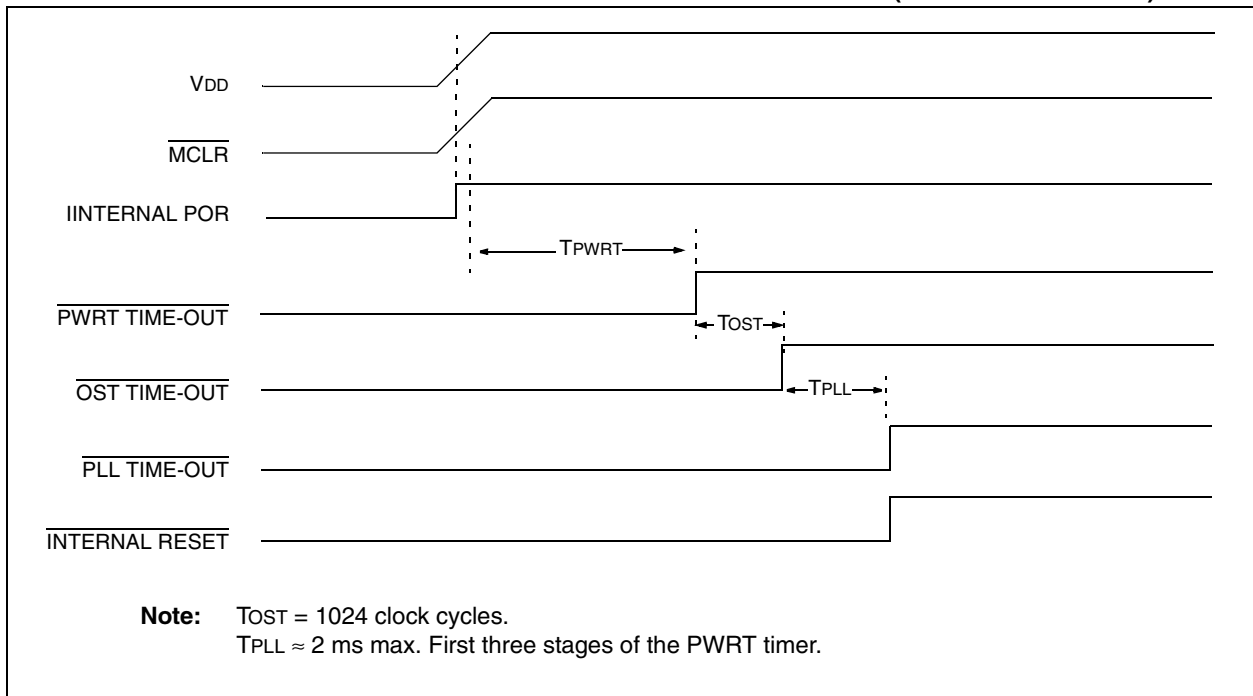 VDD
MCLR
IINTERNAL POR
TPWRT
PWRT TIME-OUT
TOST
OST TIME-OUT
TPLL
PLL TIME-OUT
INTERNAL RESET
Note: TOST = 1024 clock cycles.
TPLL ≈ 2 ms max. First three stages of the PWRT timer.